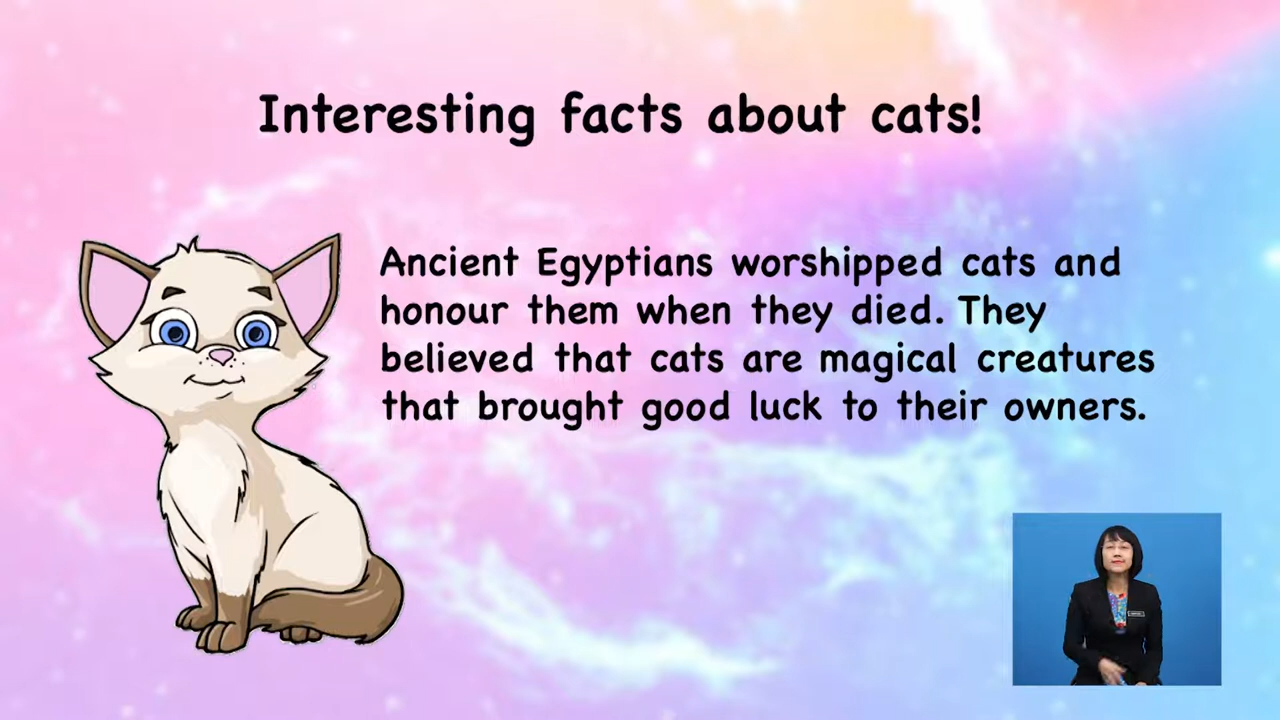 Interesting facts about cats!
Ancient Egyptians worshipped cats and
honour them when they died. They
believed that cats are magical creatures
that brought good luck to their owners.